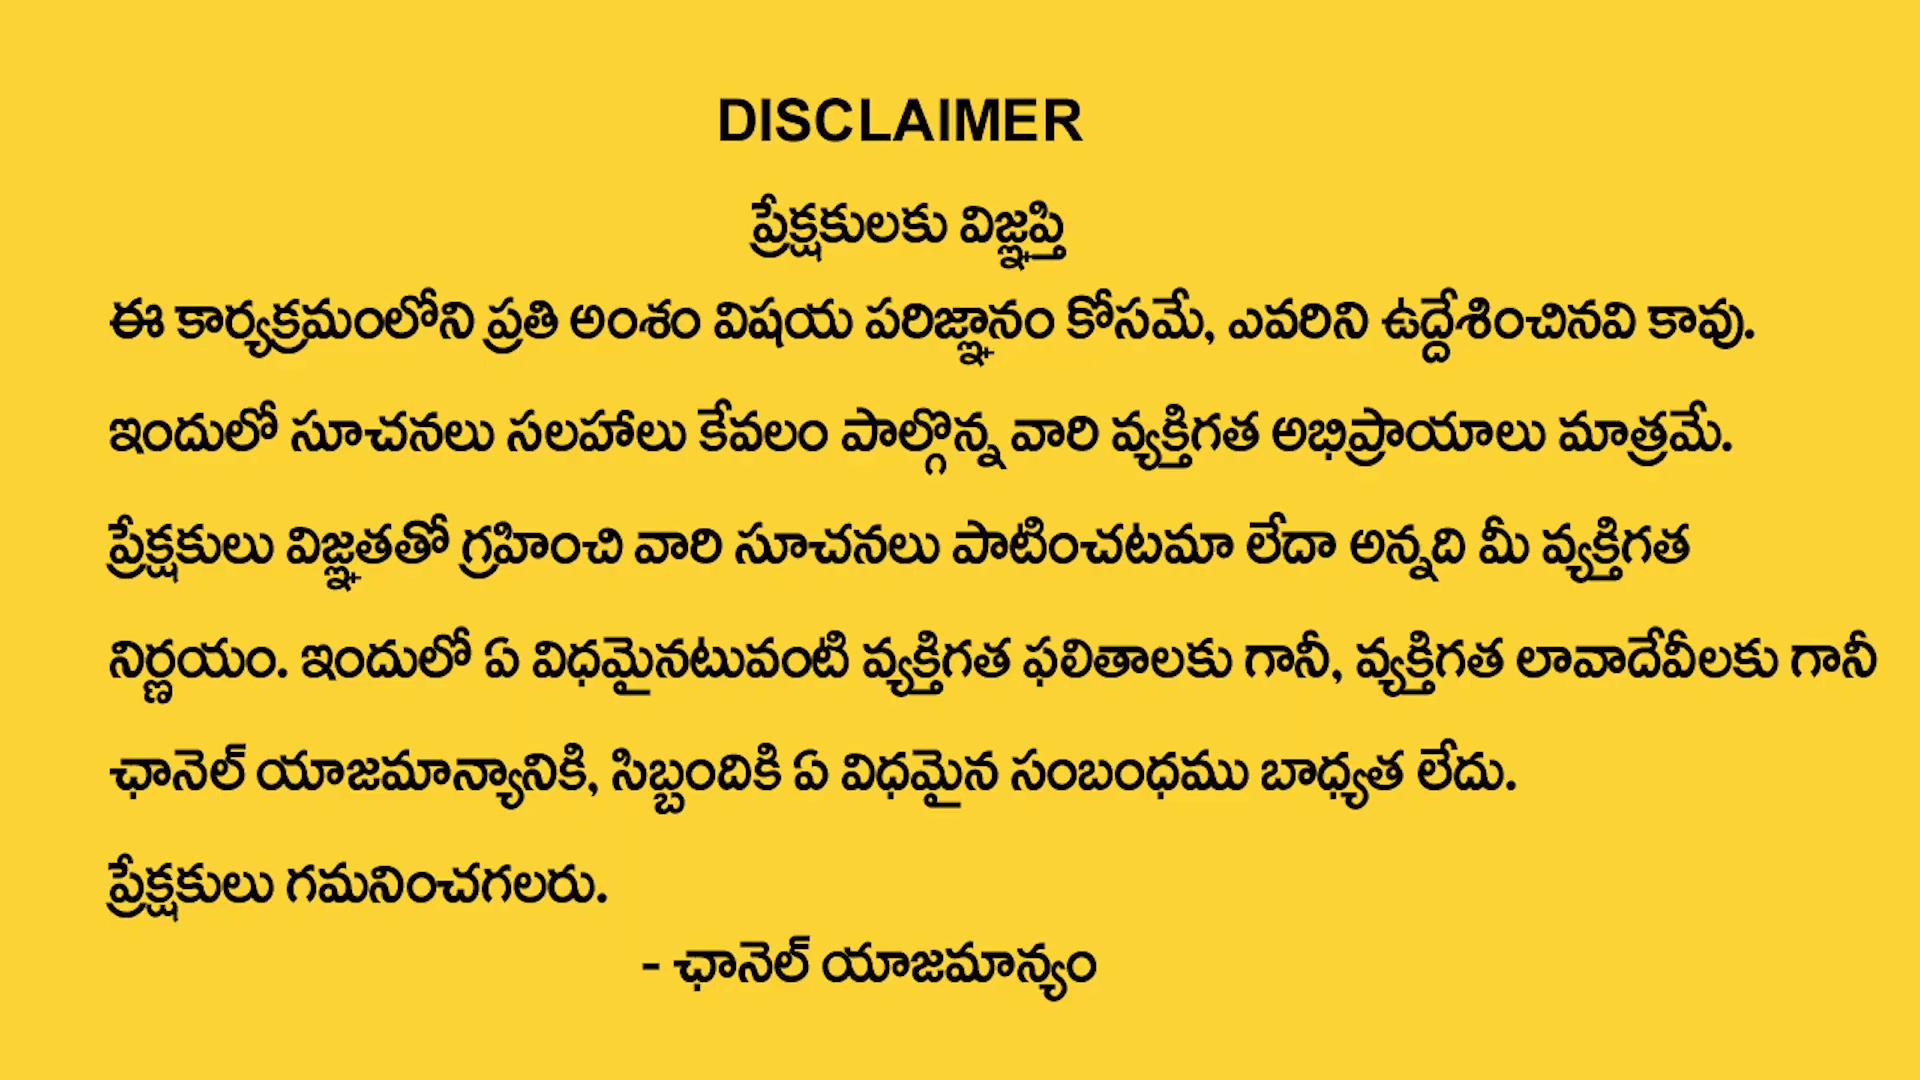 DISCLAIMER
ప్రేక్షకులకు విజ్ఞప్తి
ఈ కార్యక్రమంలోని ప్రతి అంశం విషయ పరిజ్ఞానం కోసమే, ఎవరిని ఉద్దేశించినవి కావు.
ఇందులో సూచనలు సలహాలు కేవలం పాల్గొన్న వారి వ్యక్తిగత అభిప్రాయాలు మాత్రమే.
ప్రేక్షకులు విజ్ఞతతో గ్రహించి వారి సూచనలు పాటించటమా లేదా అన్నది మీ వ్యక్తిగత
నిర్ణయం. ఇందులో ఏ విధమైనటువంటి వ్యక్తిగత ఫలితాలకు గానీ, వ్యక్తిగత లావాదేవీలకు గానీ
ఛానెల్ యాజమాన్యానికి, సిబ్బందికి ఏ విధమైన సంబంధము బాధ్యత లేదు.
ప్రేక్షకులు గమనించగలరు.
- ఛానెల్ యాజమాన్యం